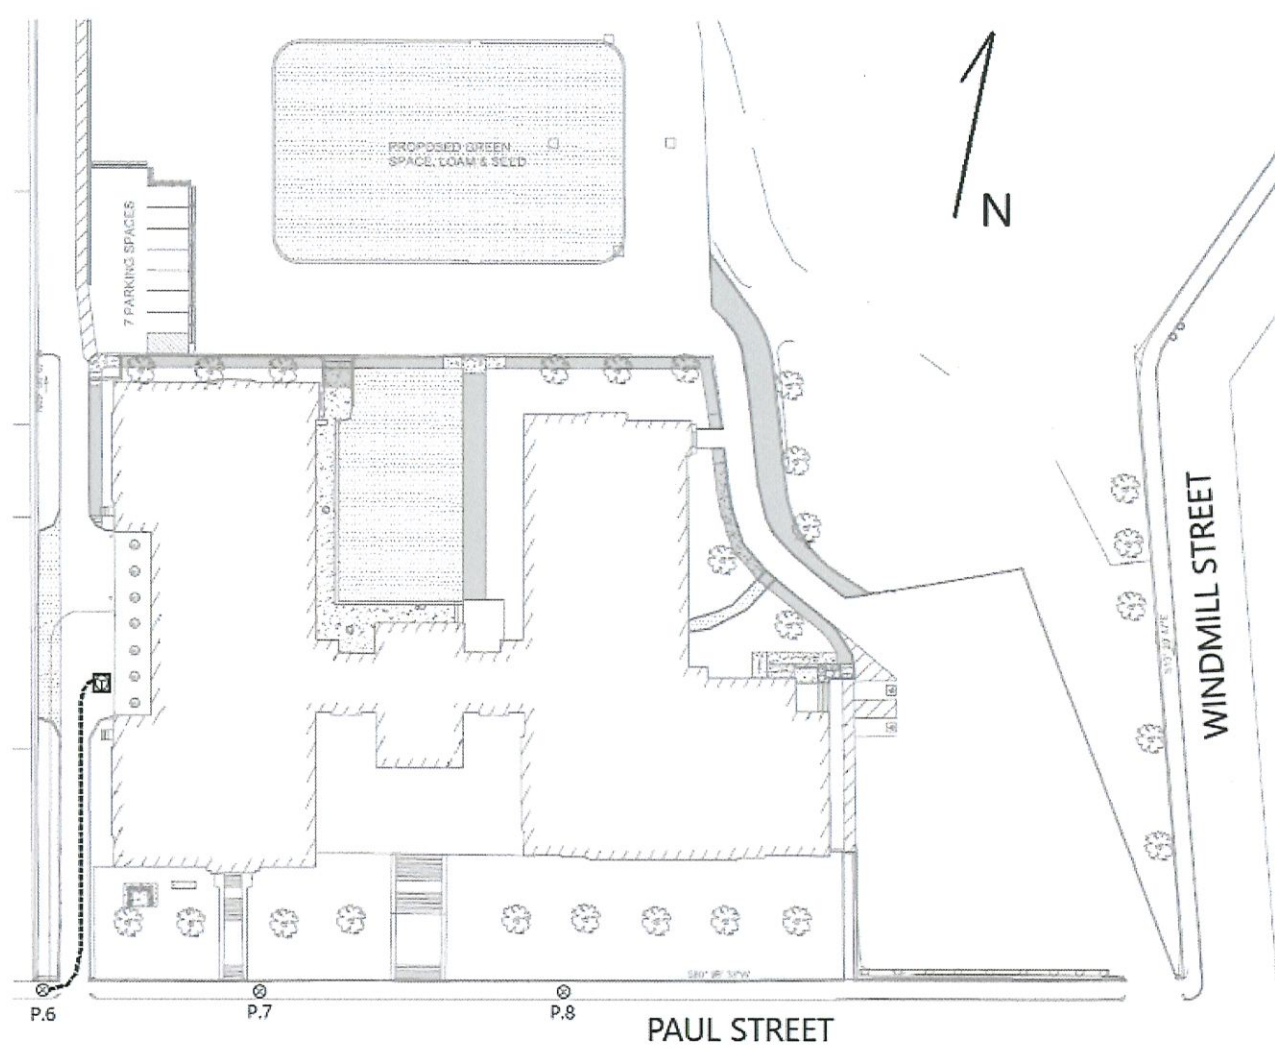 PROPOSED GREEN
SPACE, LOAM & SEED
N
7 PARKING SPACES
WINDMILL STREET
P.6
P.7
P.8
PAUL STREET